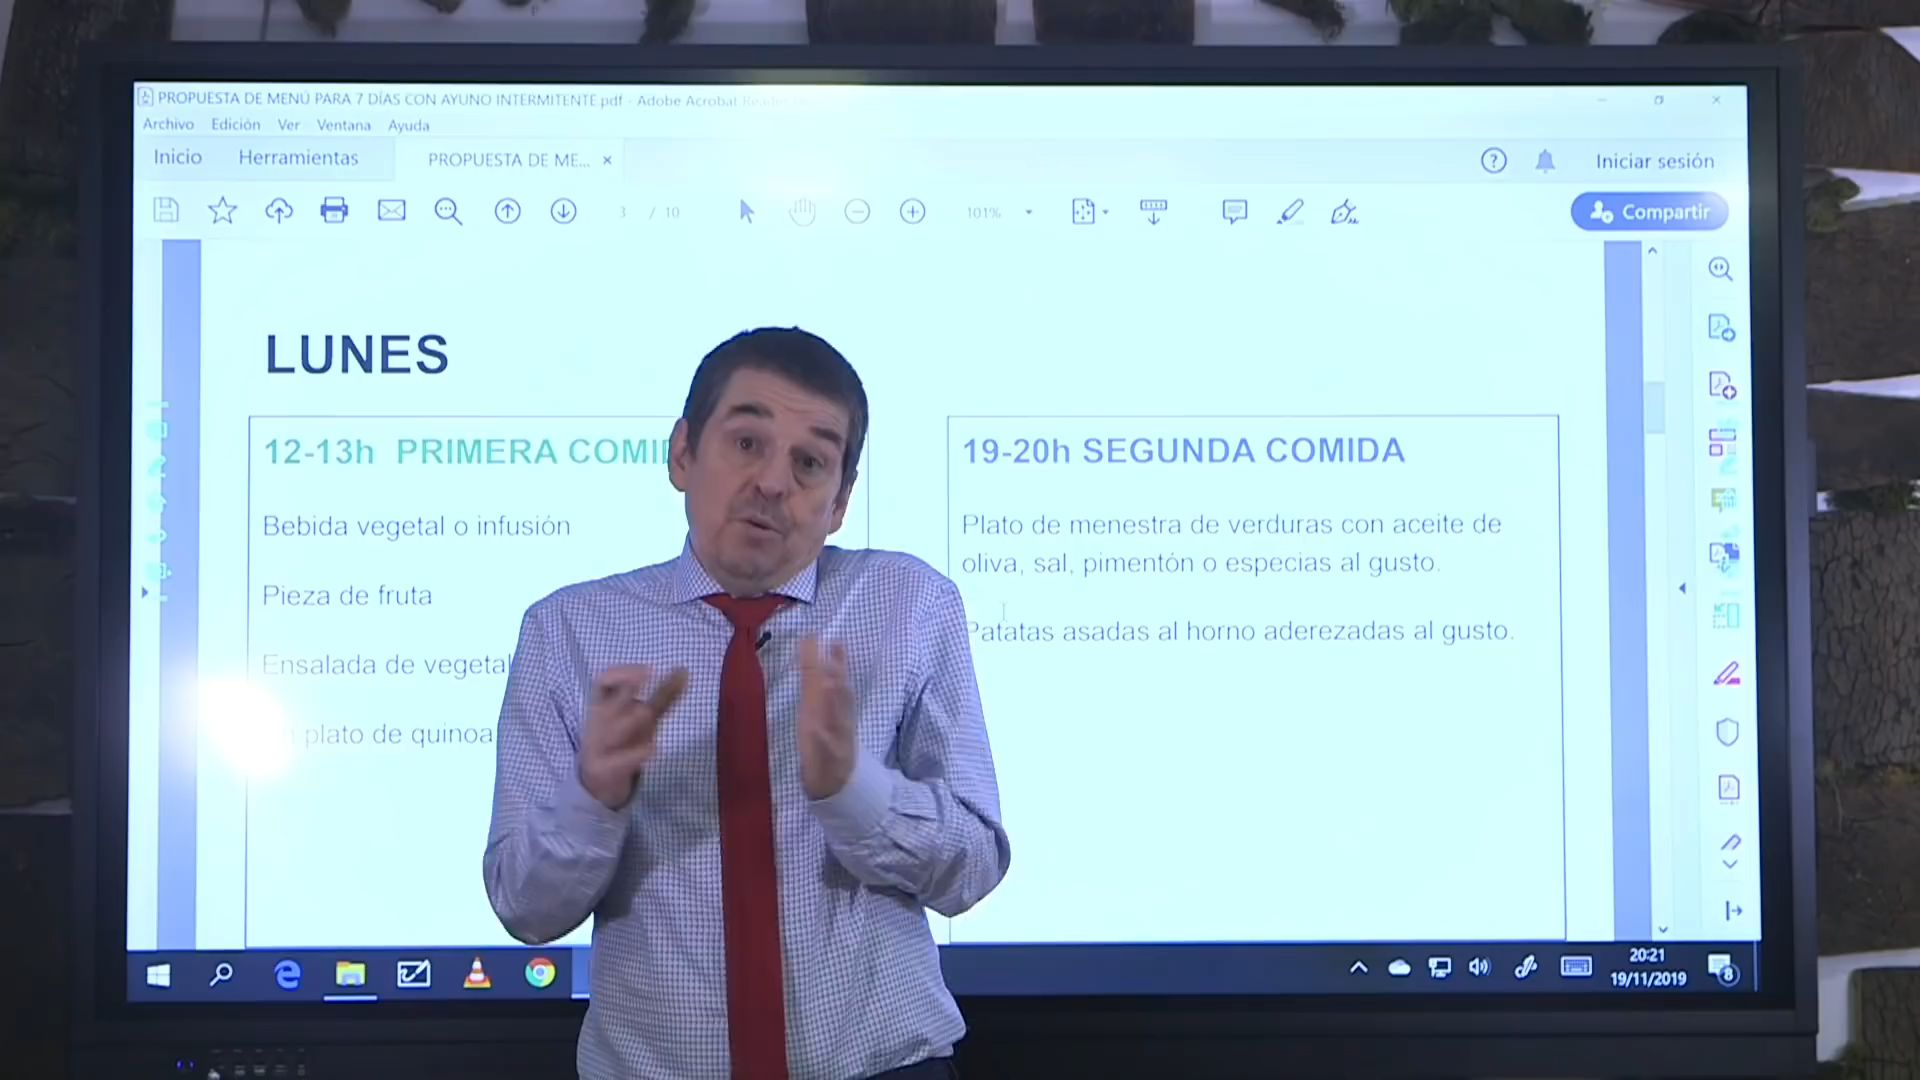 PROPUESTA DE MENÚ PARA 7 DÍAS CON AYUNO INTERMITENTE.pdf - Adobe Acrobat Reader
Archivo Edición Ver Ventana Ayuda
Inicio Herramientas PROPUESTA DE ME... × Iniciar sesión
3 / 10 101% Compartir
LUNES
12-13h PRIMERA COMI
Bebida vegetal o infusión
Pieza de fruta
Ensalada de vegetal
plato de quinoa
19-20h SEGUNDA COMIDA
Plato de menestra de verduras con aceite de
oliva, sal, pimentón o especias al gusto.
Patatas asadas al horno aderezadas al gusto.
20:21
19/11/2019
8